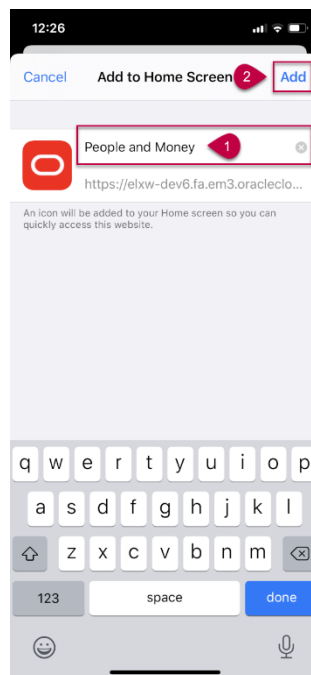 12:26
Cancel Add to Home Screen 2 Add
People and Money 1
https://elxw-dev6.fa.em3.oracleclo...
An icon will be added to your Home screen so you can
quickly access this website.
q w e r t y u i o p
a s d f g h j k l
z x c v b n m
123 space done